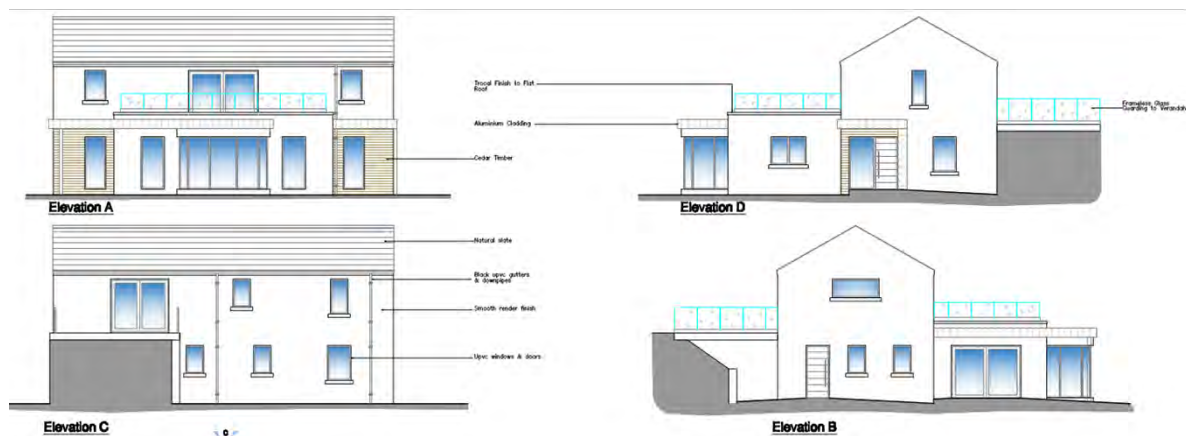 Trocal Finish to Flat
Roof
Aluminium Cladding
Cedar Timber
Elevation A
Frameless Glass
Guarding to Verandah
Elevation D
Natural slate
Black upvc gutters
& downpipes
Smooth render finish
Upvc windows & doors
Elevation C
Elevation B